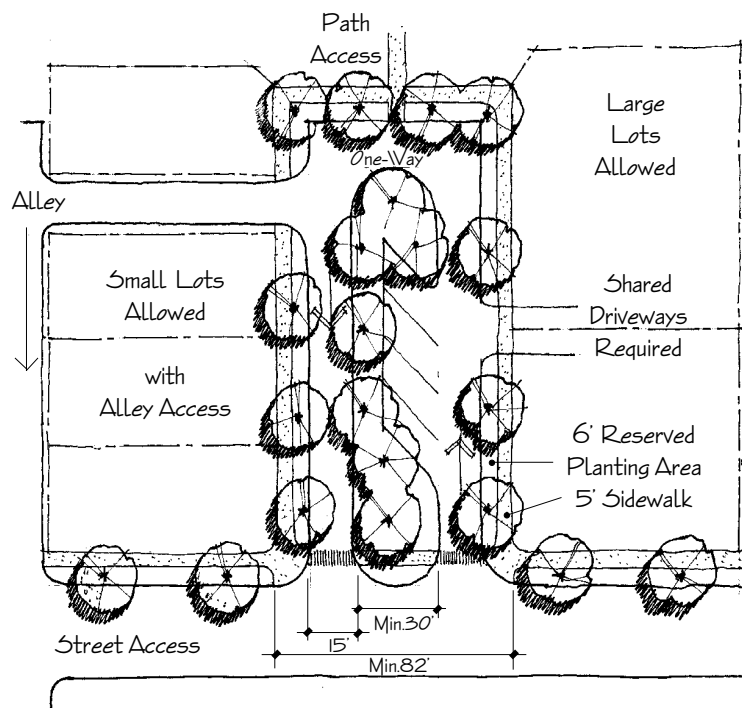 Path
Access
Large
Lots
Allowed
One-Way
Alley
Small Lots
Allowed
Shared
Driveways
Required
with
Alley Access
6' Reserved
Planting Area
5' Sidewalk
Min.30'
Street Access
15'
Min.82'